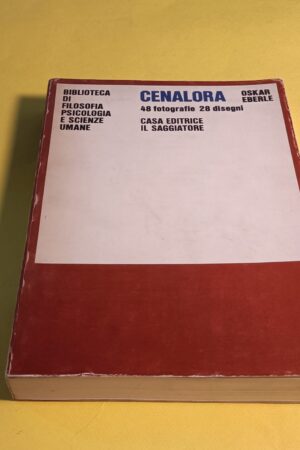 BIBLIOTECA
DI
FILOSOFIA
PSICOLOGIA
E SCIENZE
UMANE
CENALORA
48 fotografie 28 disegni
CASA EDITRICE
IL SAGGIATORE
OSKAR
EBERLE